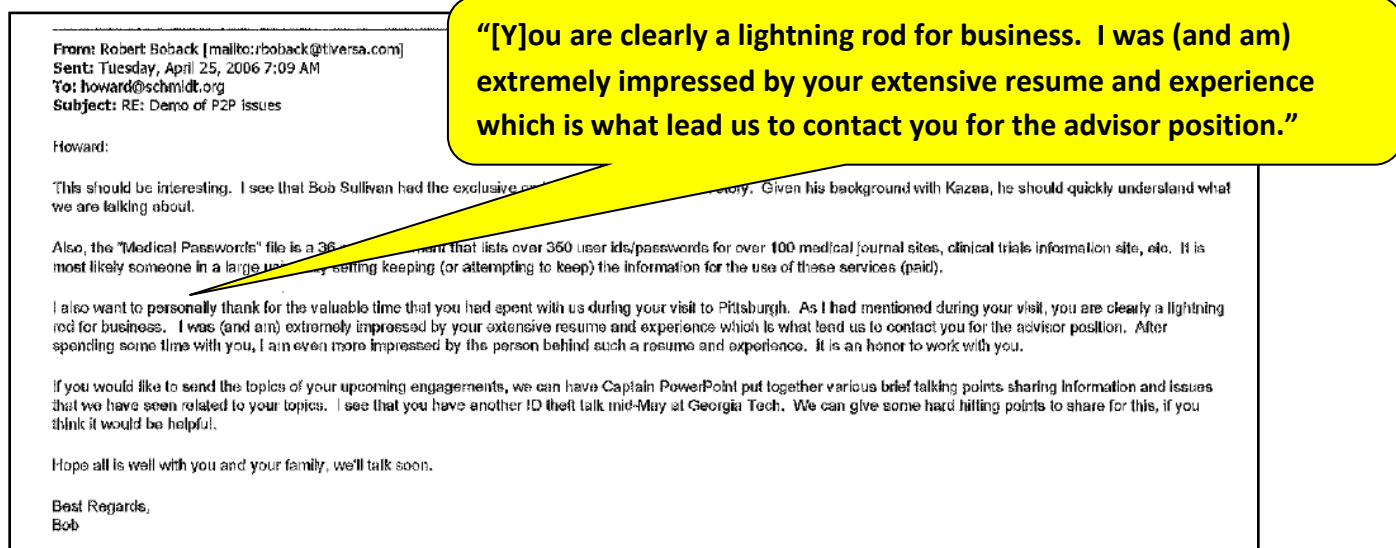 “[Y]ou are clearly a lightning rod for business. I was (and am)
extremely impressed by your extensive resume and experience
which is what lead us to contact you for the advisor position.”
From: Robert Boback [mailto:rboback@tiversa.com]
Sent: Tuesday, April 25, 2006 7:09 AM
To: howard@schmidt.org
Subject: RE: Demo of P2P issues
Howard:
This should be interesting. I see that Bob Sullivan had the exclusive Given his background with Kazaa, he should quickly understand what
we are talking about.
Also, the "Medical Passwords" file is a that lists over 350 user ids/passwords for over 100 medical journal sites, clinical trials information site, etc. It is
most likely someone in a large setting keeping (or attempting to keep) the information for the use of these services (paid).
I also want to personally thank for the valuable time that you had spent with us during your visit to Pittsburgh. As I had mentioned during your visit, you are clearly a lightning
rod for business. I was (and am) extremely impressed by your extensive resume and experience which is what lead us to contact you for the advisor position. After
spending some time with you, I am even more impressed by the person behind such a resume and experience. It is an honor to work with you.
If you would like to send the topics of your upcoming engagements, we can have Captain PowerPoint put together various brief talking points sharing information and issues
that we have seen related to your topics. I see that you have another ID theft talk mid-May at Georgia Tech. We can give some hard hitting points to share for this, if you
think it would be helpful.
Hope all is well with you and your family, we'll talk soon.
Best Regards,
Bob